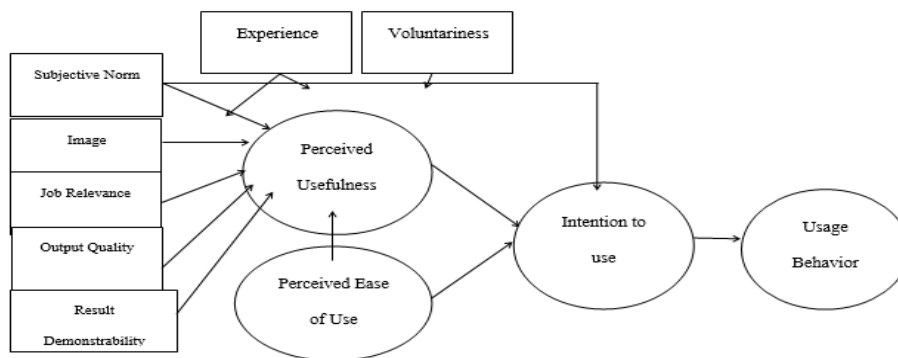 Experience
Voluntariness
Subjective Norm
Image
Job Relevance
Output Quality
Result
Demonstrability
Perceived
Usefulness
Perceived Ease
of Use
Intention to
use
Usage
Behavior